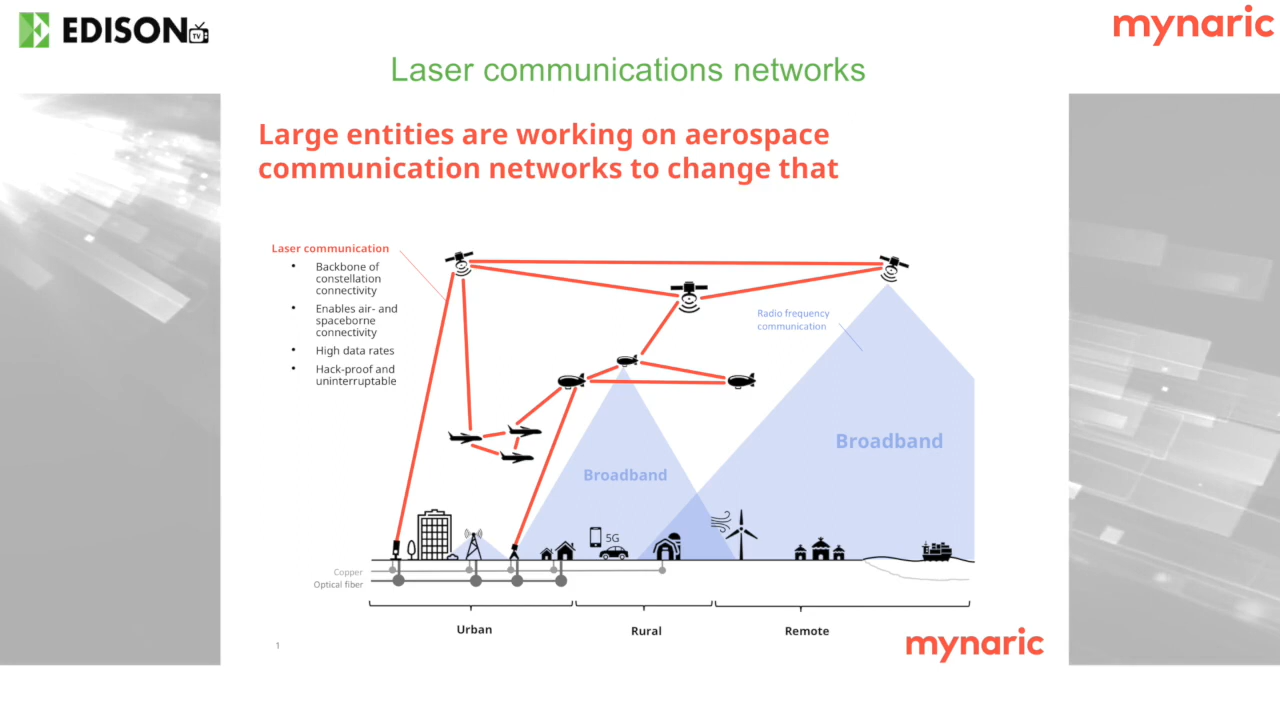 EDISON TV
mynaric
Laser communications networks
Large entities are working on aerospace
communication networks to change that
Laser communication
• Backbone of
constellation
connectivity
• Enables air- and
spaceborne
connectivity
• High data rates
• Hack-proof and
uninterruptable
Radio frequency
communication
Broadband
Broadband
5G
Copper
Optical fiber
Urban
Rural
Remote
1
mynaric